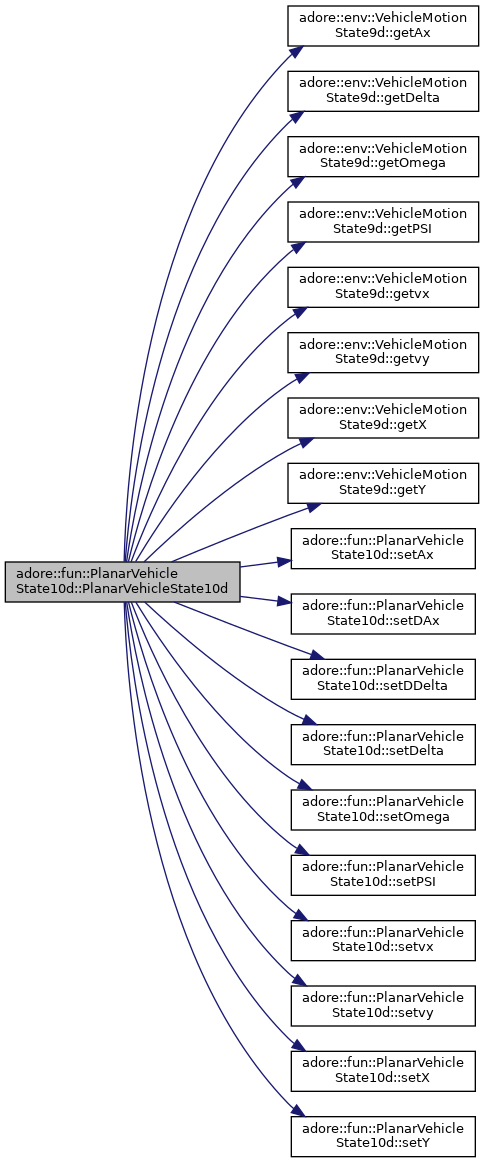 adore::env::VehicleMotion
State9d::getAx
adore::env::VehicleMotion
State9d::getDelta
adore::env::VehicleMotion
State9d::getOmega
adore::env::VehicleMotion
State9d::getPSI
adore::env::VehicleMotion
State9d::getvx
adore::env::VehicleMotion
State9d::getvy
adore::env::VehicleMotion
State9d::getX
adore::env::VehicleMotion
State9d::getY
adore::fun::PlanarVehicle
State10d::setAx
adore::fun::PlanarVehicle
State10d::PlanarVehicleState10d
adore::fun::PlanarVehicle
State10d::setDAx
adore::fun::PlanarVehicle
State10d::setDDelta
adore::fun::PlanarVehicle
State10d::setDelta
adore::fun::PlanarVehicle
State10d::setOmega
adore::fun::PlanarVehicle
State10d::setPSI
adore::fun::PlanarVehicle
State10d::setvx
adore::fun::PlanarVehicle
State10d::setvy
adore::fun::PlanarVehicle
State10d::setX
adore::fun::PlanarVehicle
State10d::setY